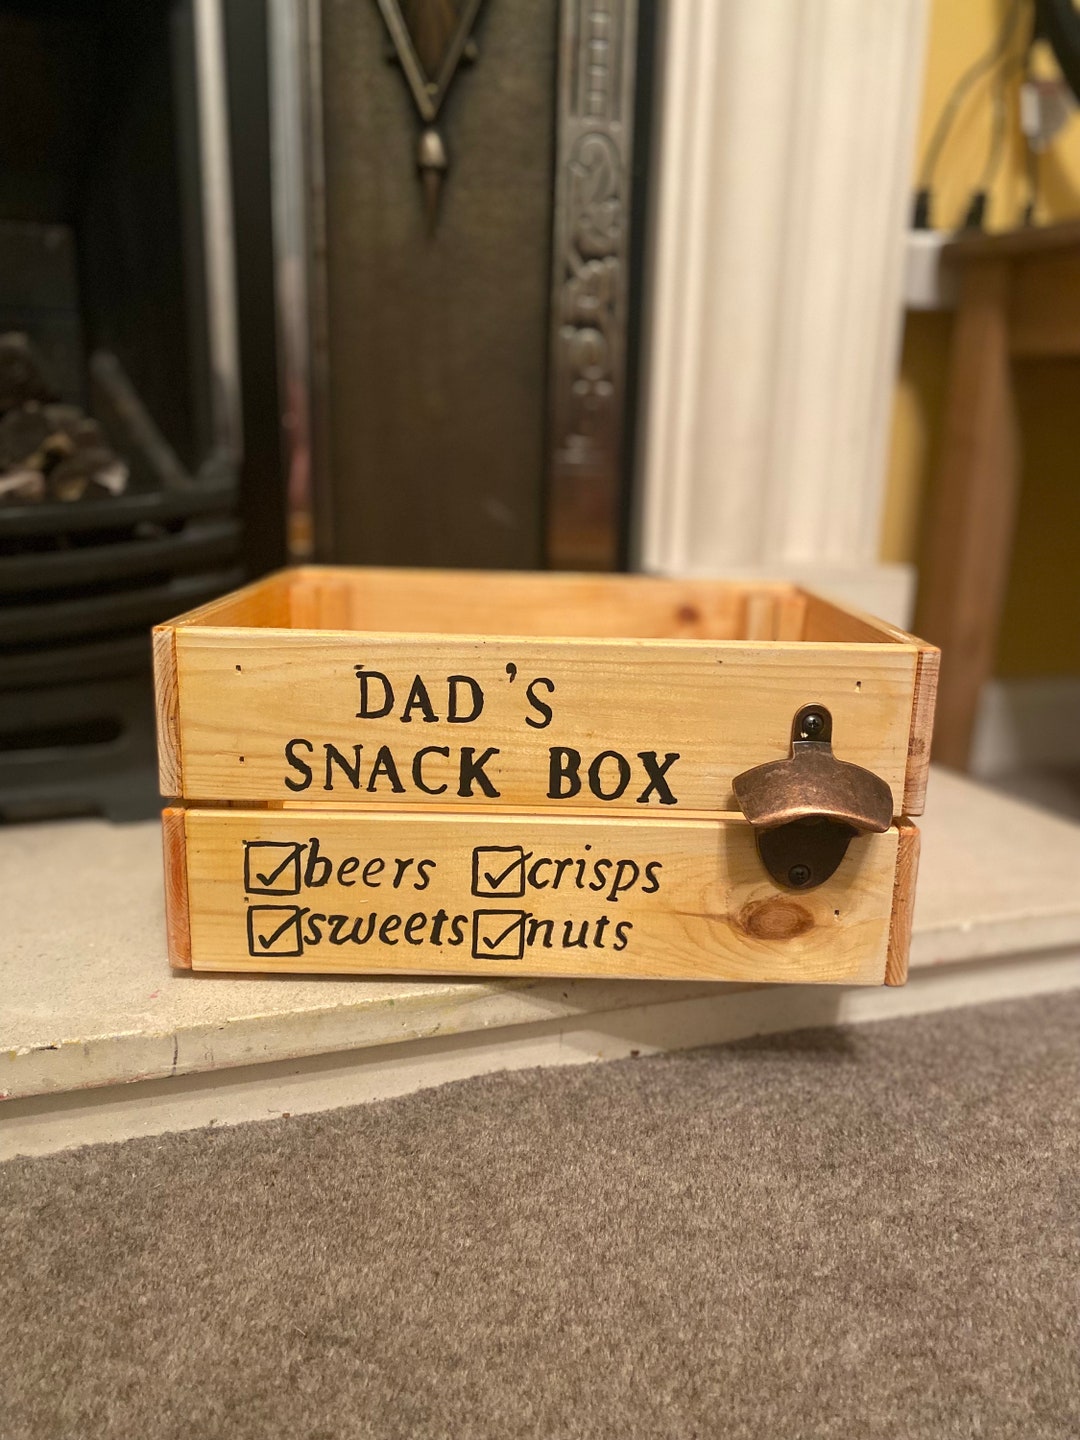 DAD'S
SNACK BOX
☑beers ☑crisps
☑sweets ☑nuts